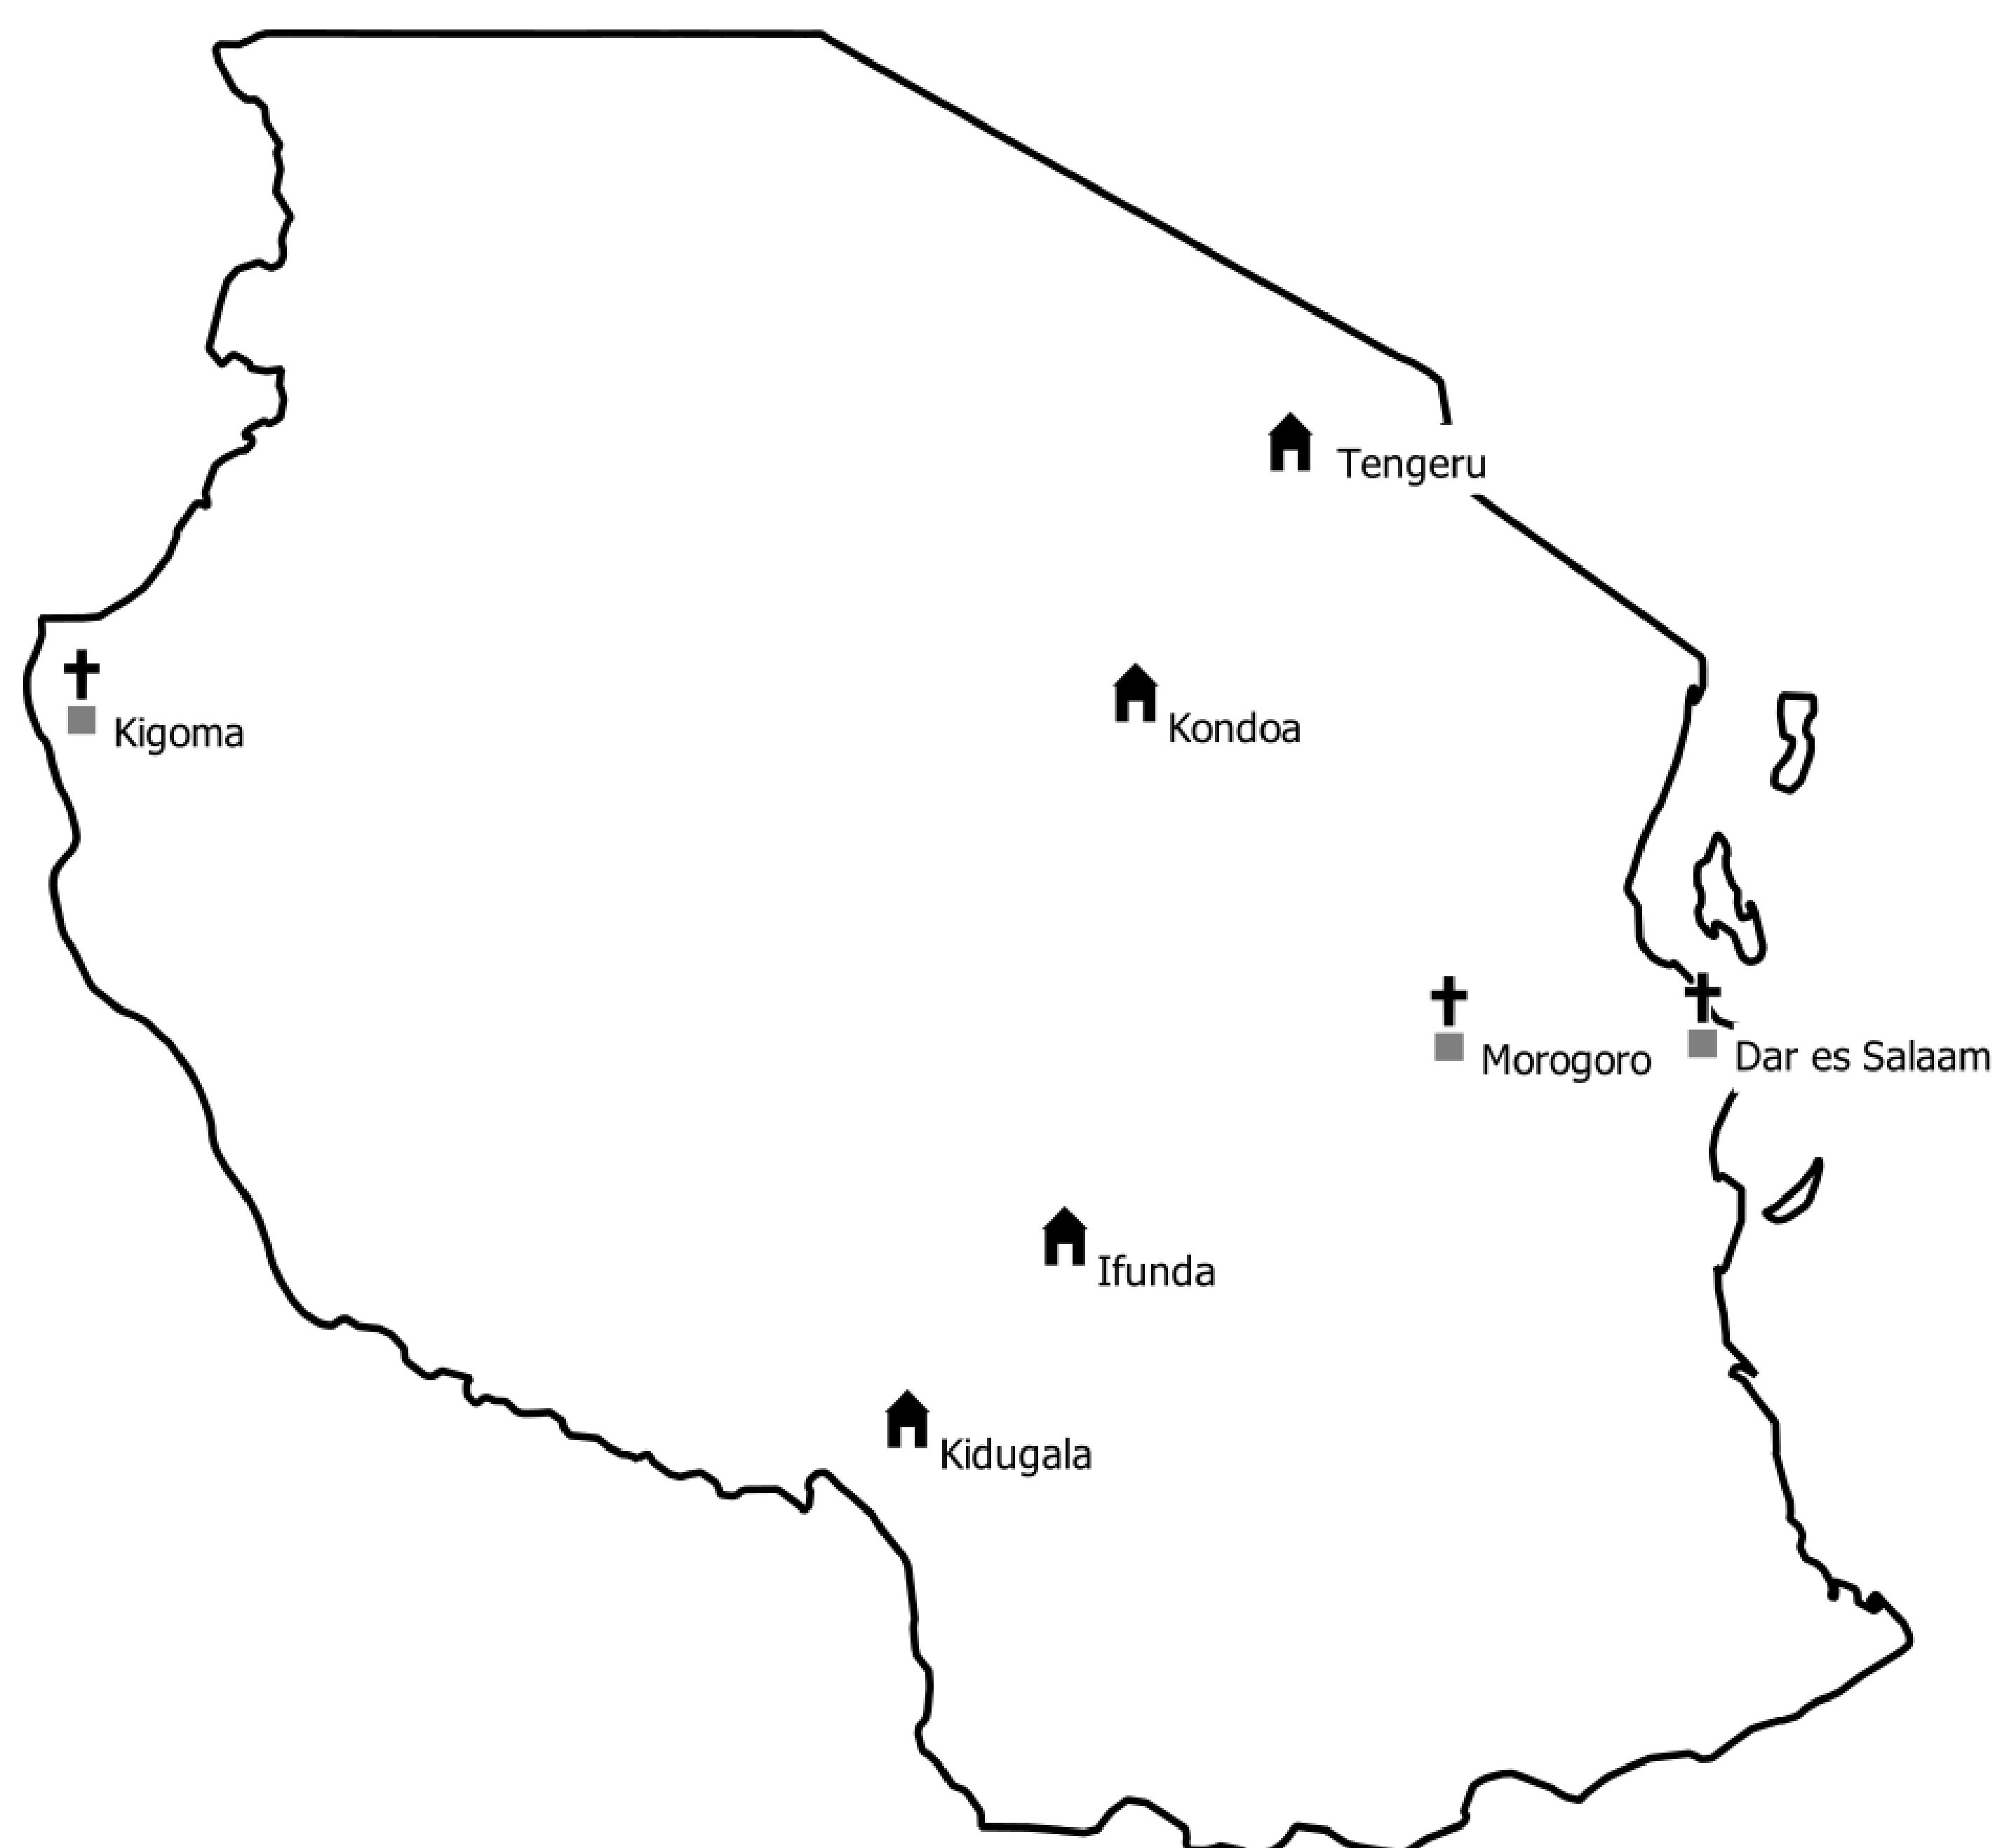 Tengeru
Kigoma
Kondoa
Morogoro
Dar es Salaam
Ifunda
Kidugala